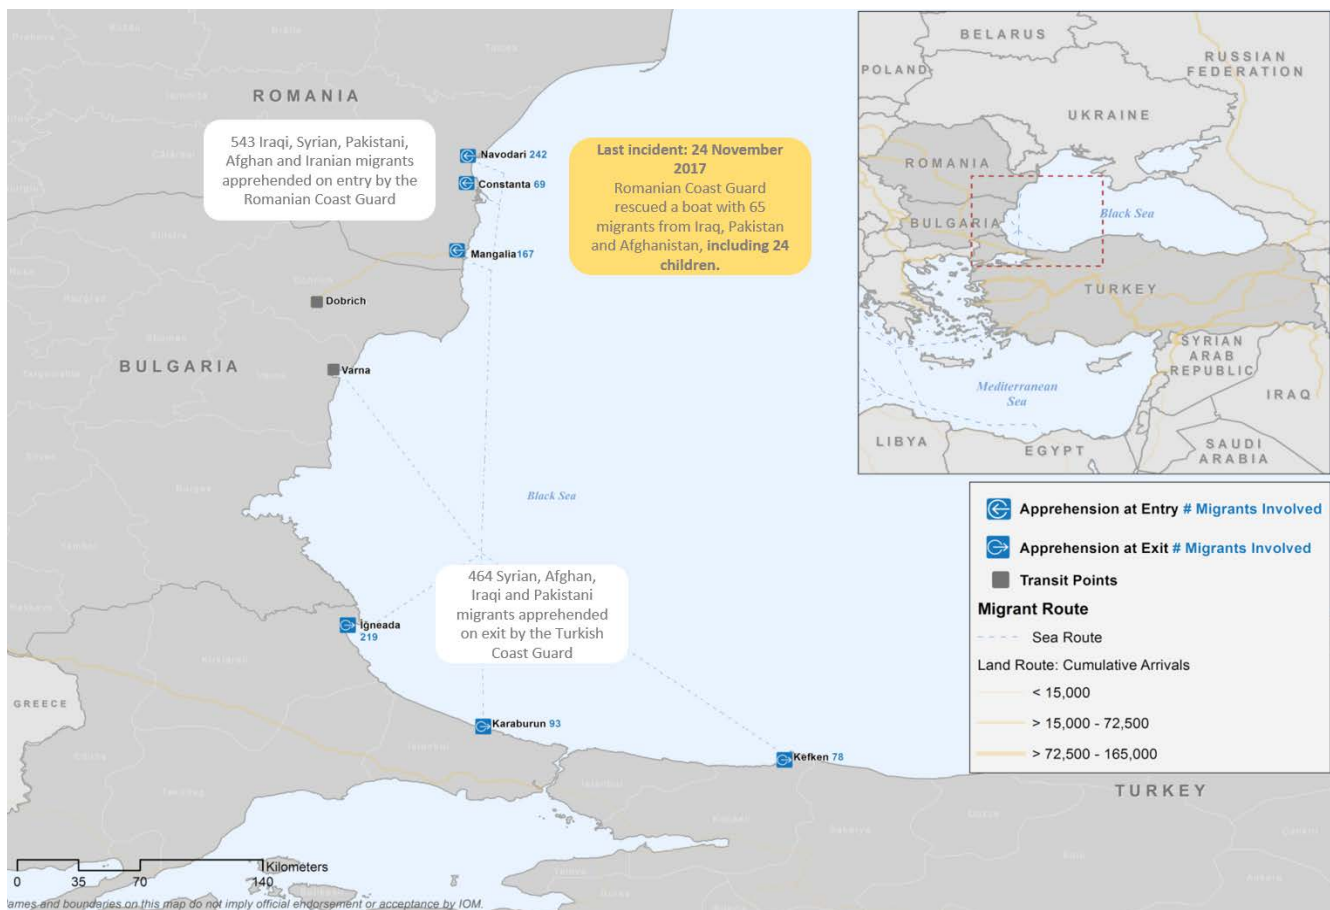 ROMANIA
543 Iraqi, Syrian, Pakistani,
Afghan and Iranian migrants
apprehended on entry by the
Romanian Coast Guard
Navodari 242
Constanta 69
Mangalia 167
Dobrich
Varna
BULGARIA
Last incident: 24 November
2017
Romanian Coast Guard
rescued a boat with 65
migrants from Iraq, Pakistan
and Afghanistan, including 24
children.
Black Sea
464 Syrian, Afghan,
Iraqi and Pakistani
migrants apprehended
on exit by the Turkish
Coast Guard
Iğneada
219
Karaburun 93
Kefken 78
GREECE
TURKEY
BELARUS
POLAND
RUSSIAN
FEDERATION
UKRAINE
ROMANIA
BULGARIA
Black Sea
TURKEY
SYRIAN
ARAB
REPUBLIC
IRAQ
Mediterranean
Sea
LIBYA
EGYPT
SAUDI
ARABIA
Apprehension at Entry # Migrants Involved
Apprehension at Exit # Migrants Involved
Transit Points
Migrant Route
Sea Route
Land Route: Cumulative Arrivals
< 15,000
> 15,000 - 72,500
> 72,500 - 165,000
Kilometers
0 35 70 140
ames and boundaries on this map do not imply official endorsement or acceptance by IOM.